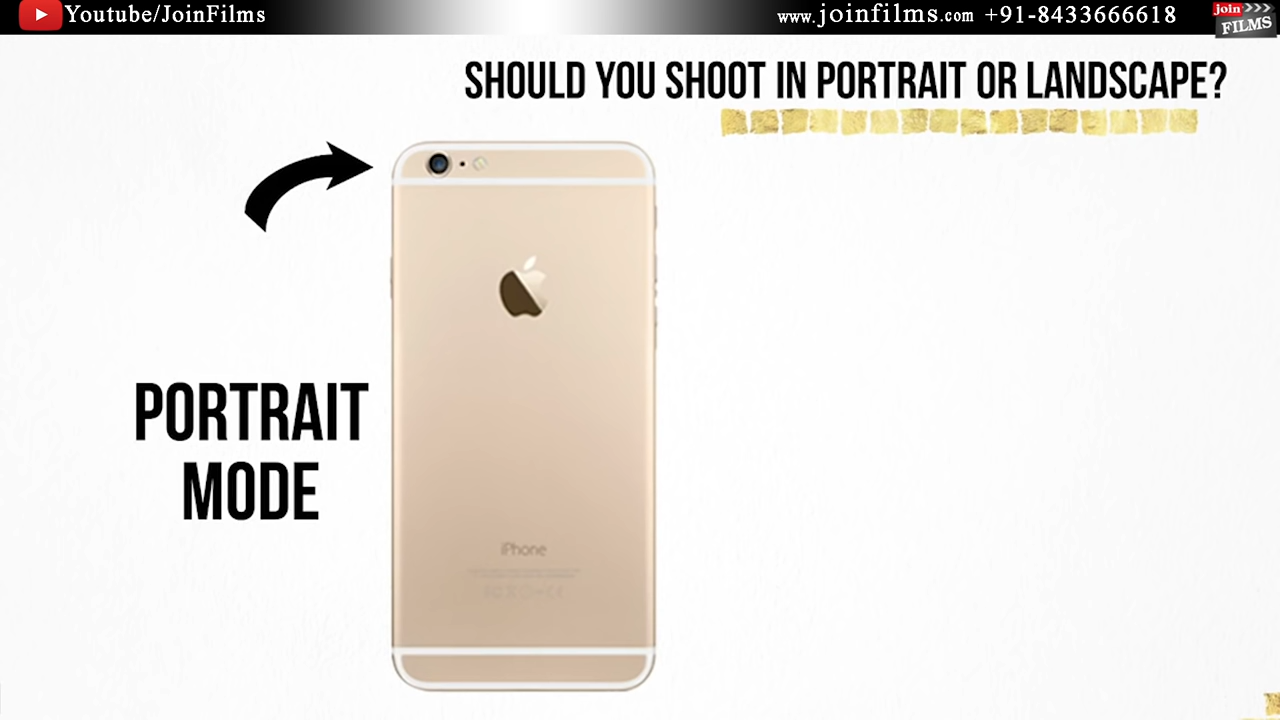 Youtube/JoinFilms
www.joinfilms.com +91-8433666618
join
FILMS
SHOULD YOU SHOOT IN PORTRAIT OR LANDSCAPE?
PORTRAIT
MODE
iPhone